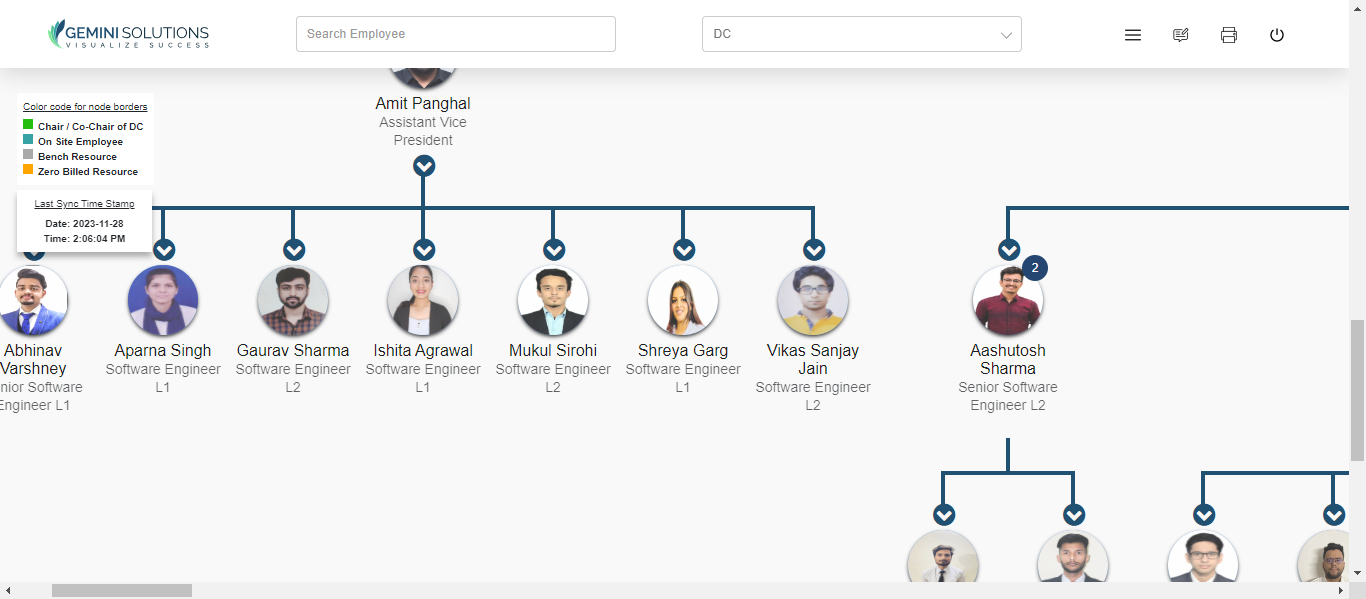 GEMINI SOLUTIONS
VISUALIZE SUCCESS
Search Employee
DC
Amit Panghal
Assistant Vice
President
Color code for node borders
Chair / Co-Chair of DC
On Site Employee
Bench Resource
Zero Billed Resource
Last Sync Time Stamp
Date: 2023-11-28
Time: 2:06:04 PM
2
Abhinav
Varshney
nior Software
Engineer L1
Aparna Singh
Software Engineer
L1
Gaurav Sharma
Software Engineer
L2
Ishita Agrawal
Software Engineer
L1
Mukul Sirohi
Software Engineer
L2
Shreya Garg
Software Engineer
L1
Vikas Sanjay
Jain
Software Engineer
L2
Aashutosh
Sharma
Senior Software
Engineer L2